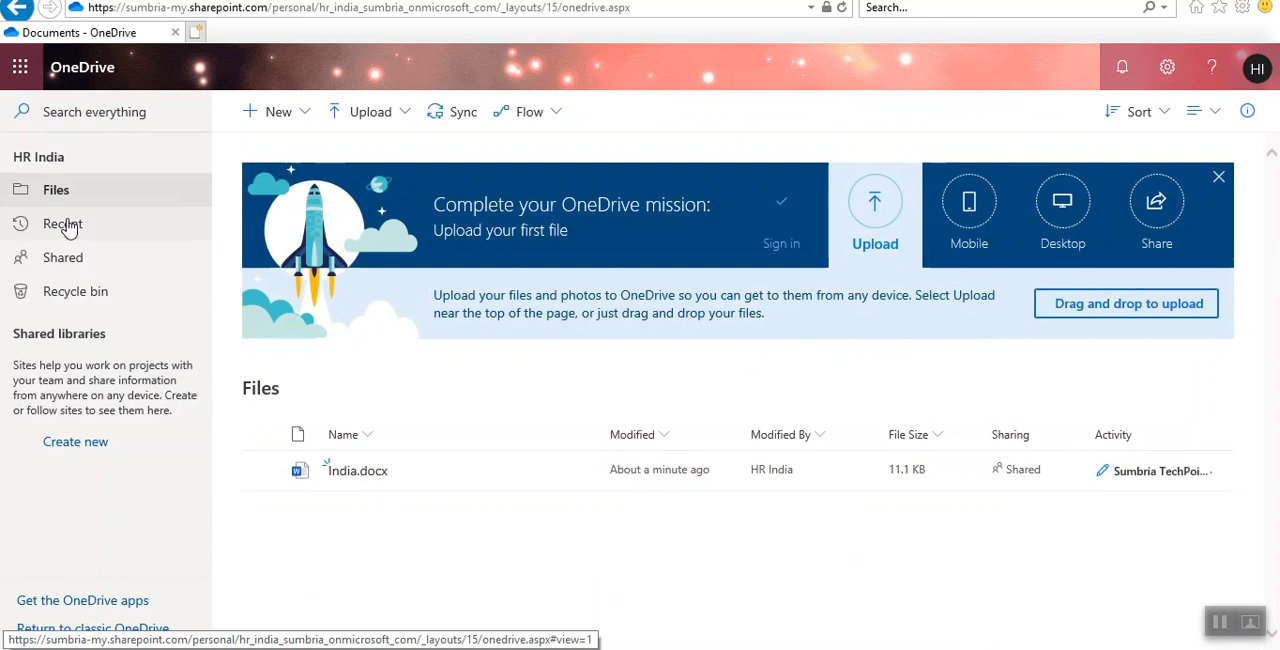 https://sumbria-my.sharepoint.com/personal/hr_india_sumbria_onmicrosoft_com/_layouts/15/onedrive.aspx
Search...
Documents - OneDrive
OneDrive
HI
Search everything
New
Upload
Sync
Flow
Sort
HR India
Files
Recent
Shared
Recycle bin
Shared libraries
Sites help you work on projects with
your team and share information
from anywhere on any device. Create
or follow sites to see them here.
Create new
Get the OneDrive apps
Return to classic OneDrive
Complete your OneDrive mission:
Upload your first file
Sign in
Upload
Mobile
Desktop
Share
Upload your files and photos to OneDrive so you can get to them from any device. Select Upload
near the top of the page, or just drag and drop your files.
Drag and drop to upload
Files
Name Modified Modified By File Size Sharing Activity
India.docx About a minute ago HR India 11.1 KB Shared Sumbria TechPoi...
https://sumbria-my.sharepoint.com/personal/hr_india_sumbria_onmicrosoft_com/_layouts/15/onedrive.aspx#view=1